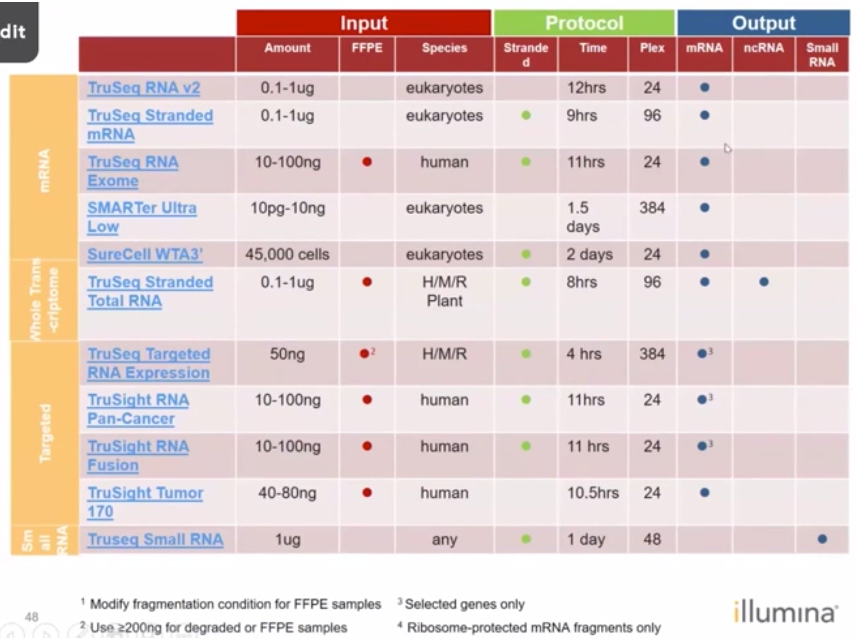 dit
Input Protocol Output
Amount FFPE Species Strande Time Plex mRNA ncRNA Small
d RNA
mRNA
TruSeq RNA v2 0.1-1ug eukaryotes 12hrs 24
TruSeq Stranded 0.1-1ug eukaryotes 9hrs 96
mRNA
TruSeq RNA 10-100ng human 11hrs 24
Exome
SMARTer Ultra 10pg-10ng eukaryotes 1.5 384
Low days
SureCell WTA3' 45,000 cells eukaryotes 2 days 24
Whole Trans
-criptome
TruSeq Stranded 0.1-1ug H/M/R 8hrs 96
Total RNA Plant
Targeted
TruSeq Targeted 50ng 2 H/M/R 4 hrs 384 3
RNA Expression
TruSight RNA 10-100ng human 11hrs 24 3
Pan-Cancer
TruSight RNA 10-100ng human 11 hrs 24 3
Fusion
TruSight Tumor 40-80ng human 10.5hrs 24
170
Sm
all
RNA
Truseq Small RNA 1ug any 1 day 48
1 Modify fragmentation condition for FFPE samples 3 Selected genes only
2 Use ≥200ng for degraded or FFPE samples 4 Ribosome-protected mRNA fragments only
48
illumina